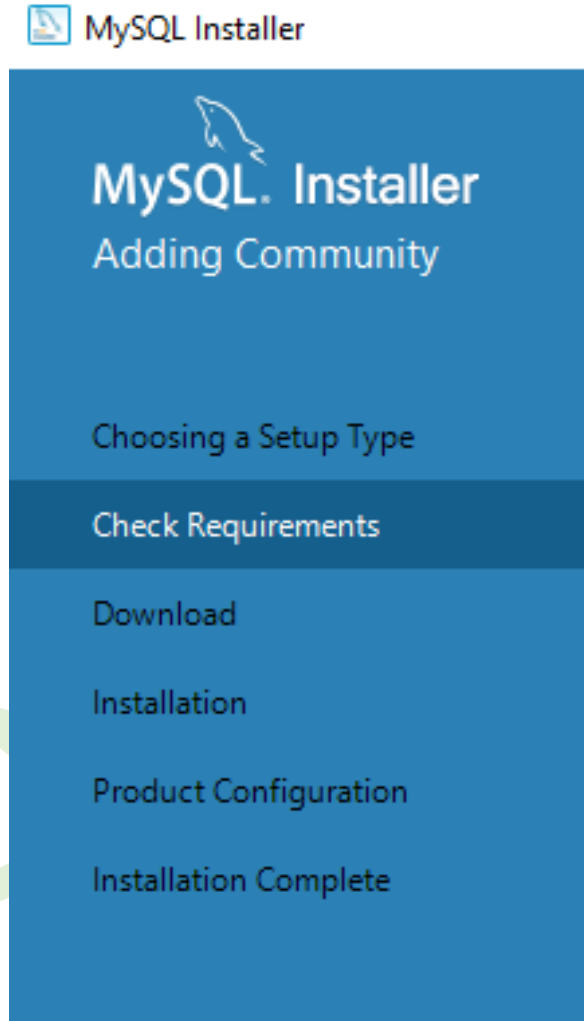 MySQL Installer
MySQL. Installer
Adding Community
Choosing a Setup Type
Check Requirements
Download
Installation
Product Configuration
Installation Complete